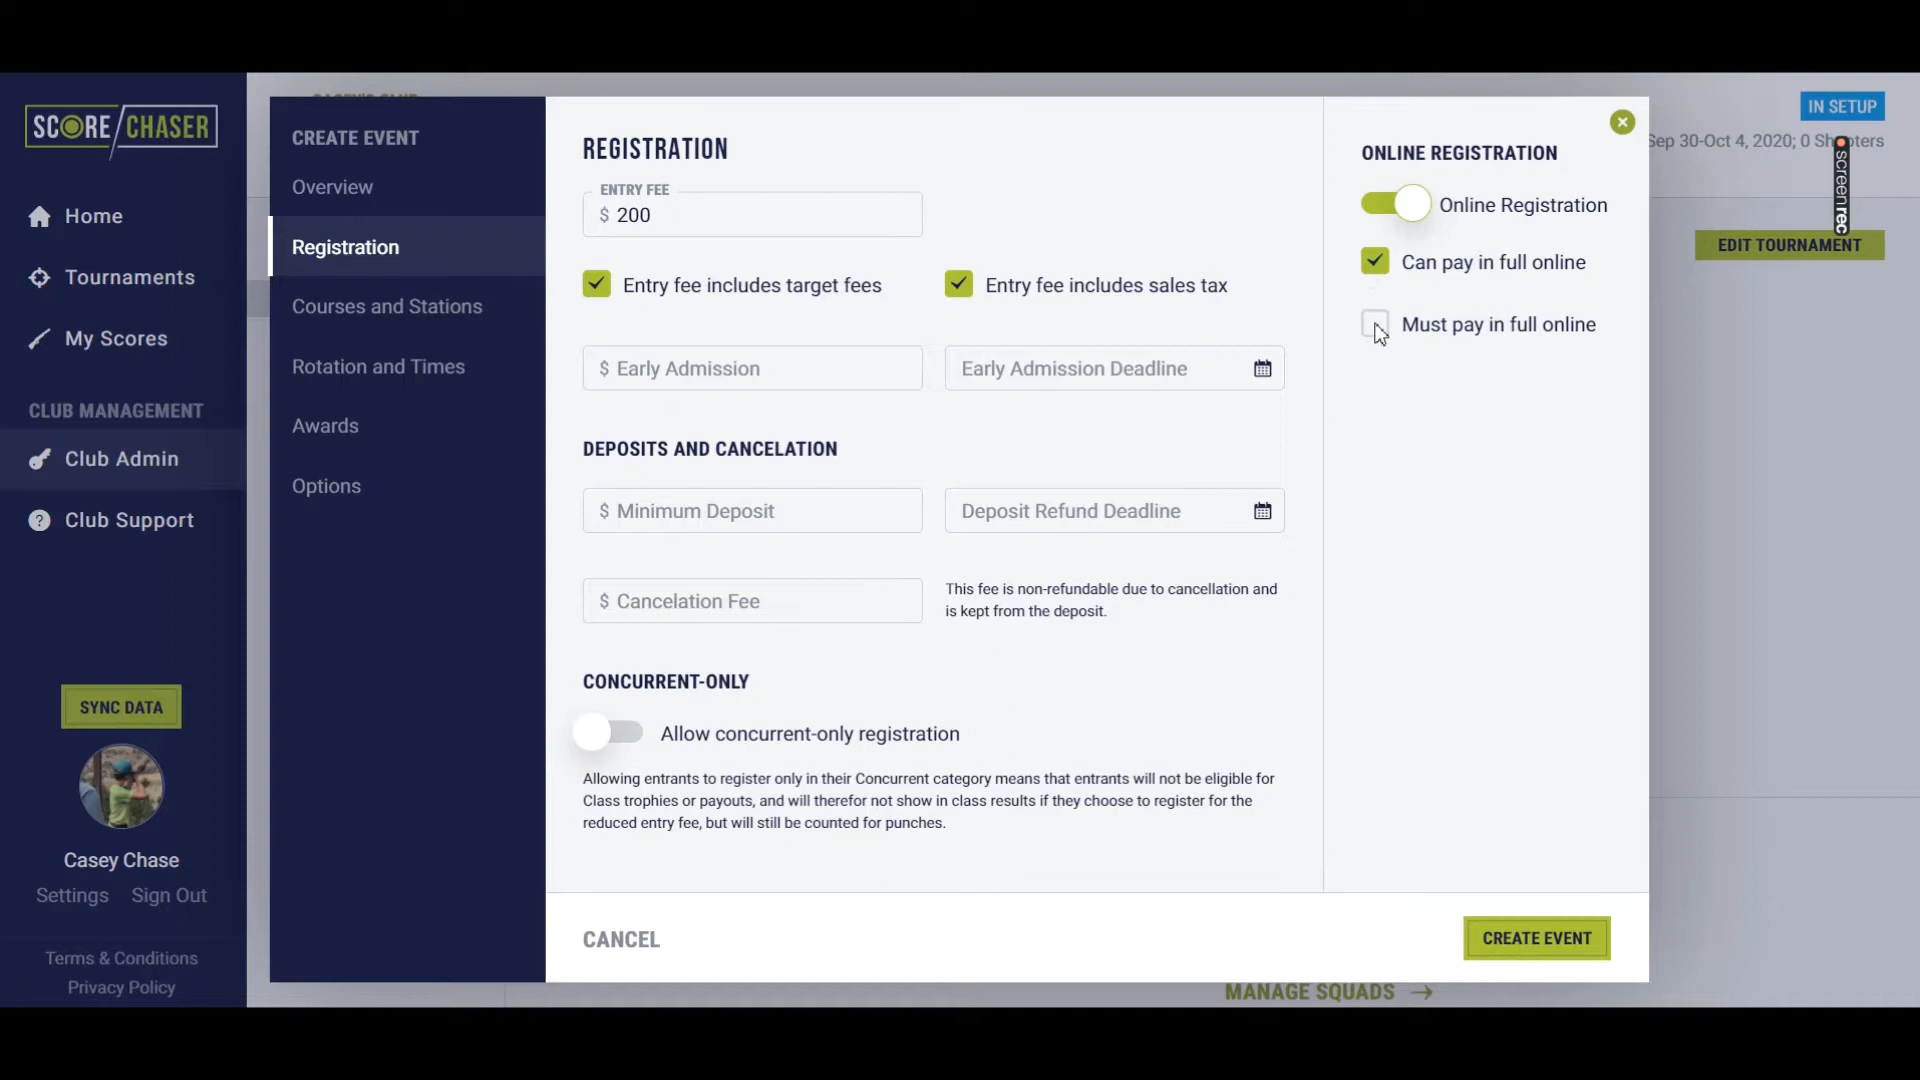 SCORE/CHASER
Home
Tournaments
My Scores
CLUB MANAGEMENT
Club Admin
Club Support
SYNC DATA
Casey Chase
Settings Sign Out
Terms & Conditions
Privacy Policy
CREATE EVENT
Overview
Registration
Courses and Stations
Rotation and Times
Awards
Options
REGISTRATION
ENTRY FEE
$ 200
Entry fee includes target fees
Entry fee includes sales tax
$ Early Admission
Early Admission Deadline
DEPOSITS AND CANCELATION
$ Minimum Deposit
Deposit Refund Deadline
$ Cancelation Fee
This fee is non-refundable due to cancellation and
is kept from the deposit.
CONCURRENT-ONLY
Allow concurrent-only registration
Allowing entrants to register only in their Concurrent category means that entrants will not be eligible for
Class trophies or payouts, and will therefor not show in class results if they choose to register for the
reduced entry fee, but will still be counted for punches.
CANCEL
CREATE EVENT
ONLINE REGISTRATION
Online Registration
Can pay in full online
Must pay in full online
IN SETUP
Sep 30-Oct 4, 2020; 0 Shooters
screenrec
EDIT TOURNAMENT
MANAGE SQUADS →